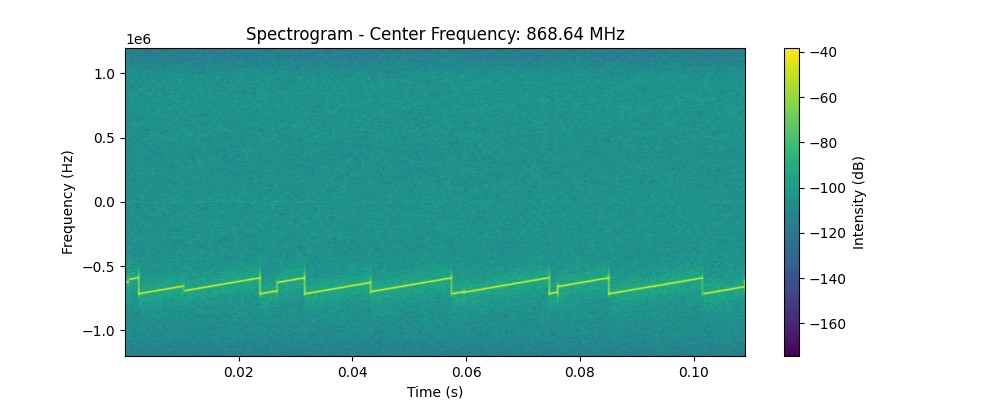 Spectrogram - Center Frequency: 868.64 MHz
1e6
1.0
0.5
0.0
−0.5
−1.0
Frequency (Hz)
0.02 0.04 0.06 0.08 0.10
Time (s)
−40
−60
−80
−100
−120
−140
−160
Intensity (dB)